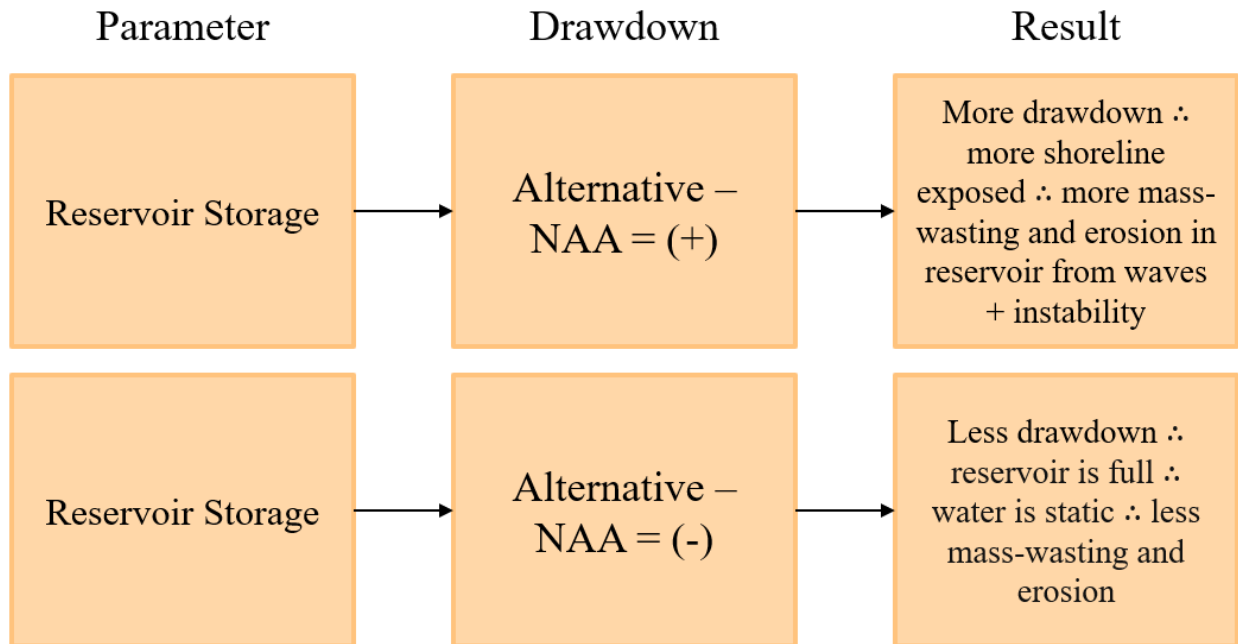 Parameter
Drawdown
Result
Reservoir Storage
Alternative –
NAA = (+)
More drawdown ∴
more shoreline
exposed ∴ more mass-
wasting and erosion in
reservoir from waves
+ instability
Reservoir Storage
Alternative –
NAA = (-)
Less drawdown ∴
reservoir is full ∴
water is static ∴ less
mass-wasting and
erosion